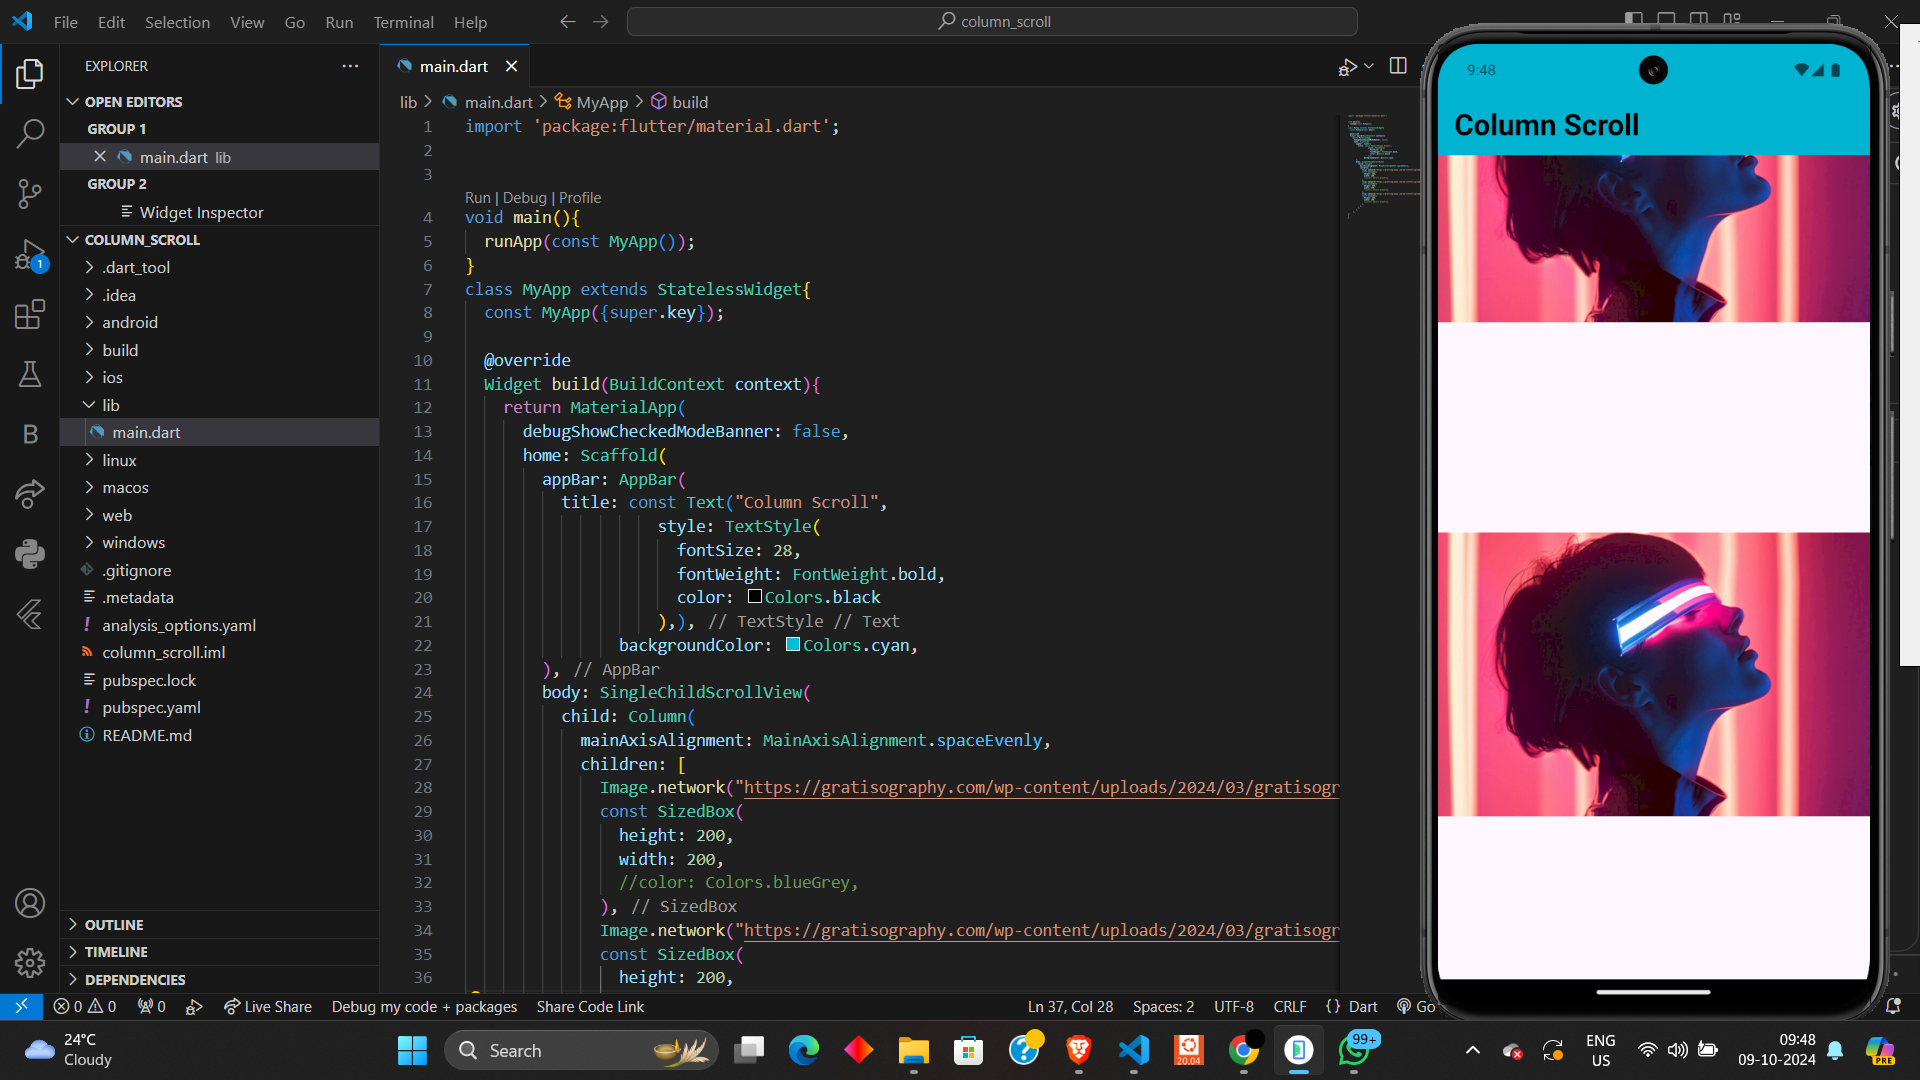 File Edit Selection View Go Run Terminal Help
column_scroll
EXPLORER
OPEN EDITORS
GROUP 1
main.dart lib
GROUP 2
Widget Inspector
COLUMN_SCROLL
.dart_tool
.idea
android
build
ios
lib
main.dart
linux
macos
web
windows
.gitignore
.metadata
analysis_options.yaml
column_scroll.iml
pubspec.lock
pubspec.yaml
README.md
OUTLINE
TIMELINE
DEPENDENCIES
main.dart
lib > main.dart > MyApp > build
1 import 'package:flutter/material.dart';
2
3
Run | Debug | Profile
4 void main(){
5 runApp(const MyApp());
6 }
7 class MyApp extends StatelessWidget{
8 const MyApp({super.key});
9
10 @override
11 Widget build(BuildContext context){
12 return MaterialApp(
13 debugShowCheckedModeBanner: false,
14 home: Scaffold(
15 appBar: AppBar(
16 title: const Text("Column Scroll",
17 style: TextStyle(
18 fontSize: 28,
19 fontWeight: FontWeight.bold,
20 color: Colors.black
21 ),), // TextStyle // Text
22 backgroundColor: Colors.cyan,
23 ), // AppBar
24 body: SingleChildScrollView(
25 child: Column(
26 mainAxisAlignment: MainAxisAlignment.spaceEvenly,
27 children: [
28 Image.network("https://gratisography.com/wp-content/uploads/2024/03/gratisogr
29 const SizedBox(
30 height: 200,
31 width: 200,
32 //color: Colors.blueGrey,
33 ), // SizedBox
34 Image.network("https://gratisography.com/wp-content/uploads/2024/03/gratisogr
35 const SizedBox(
36 height: 200,
9:48
Column Scroll
0 0 0 Live Share Debug my code + packages Share Code Link Ln 37, Col 28 Spaces: 2 UTF-8 CRLF {} Dart Go
1
B
24°C
Cloudy
Search
20.04
99+
ENG
US
09:48
09-10-2024
PRE